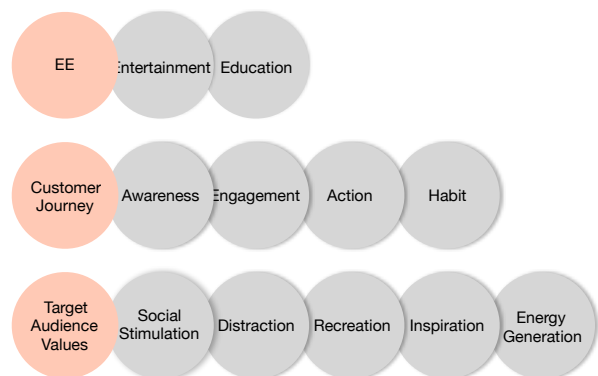 EE
Entertainment
Education
Customer
Journey
Awareness
Engagement
Action
Habit
Target
Audience
Values
Social
Stimulation
Distraction
Recreation
Inspiration
Energy
Generation